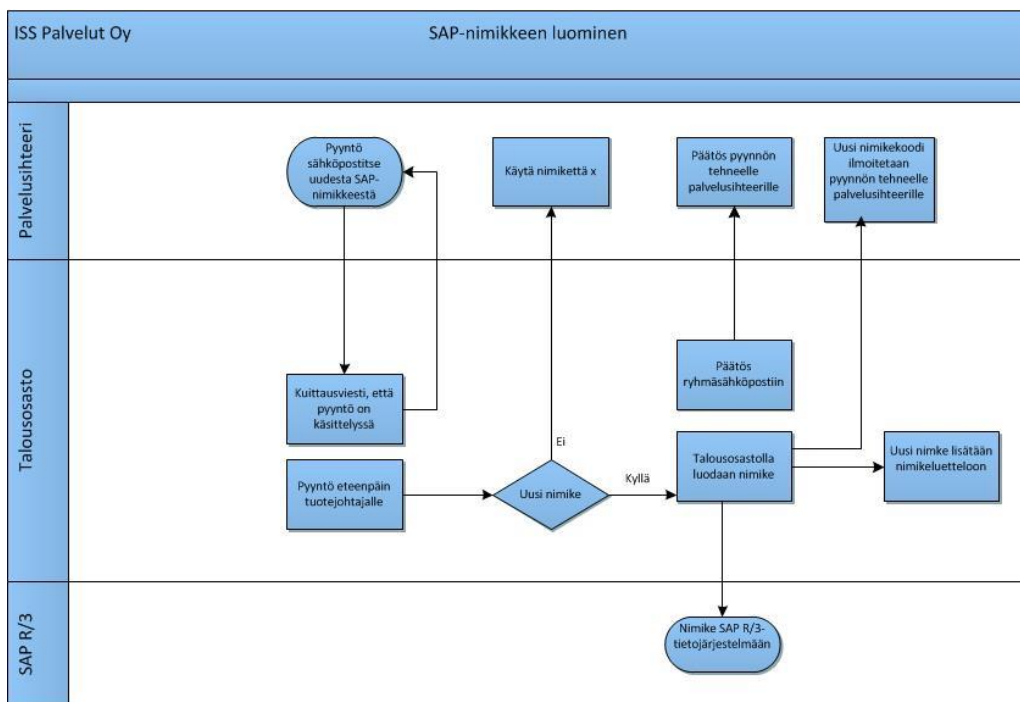 ISS Palvelut Oy
SAP-nimikkeen luominen
Palvelusihteeri
Pyyntö
sähköpostitse
uudesta SAP-
nimikkeestä
Käytä nimikettä x
Päätös pyynnön
tehneelle
palvelusihteerille
Uusi nimikekoodi
ilmoitetaan
pyynnön tehneelle
palvelusihteerille
Talousosasto
Kuittausviesti, että
pyyntö on
käsittelyssä
Päätös
ryhmäsähköpostiin
Pyyntö eteenpäin
tuotejohtajalle
Ei
Uusi nimike
Kyllä
Talousosastolla
luodaan nimike
Uusi nimke lisätään
nimikeluetteloon
SAP R/3
Nimike SAP R/3-
tietojärjestelmään